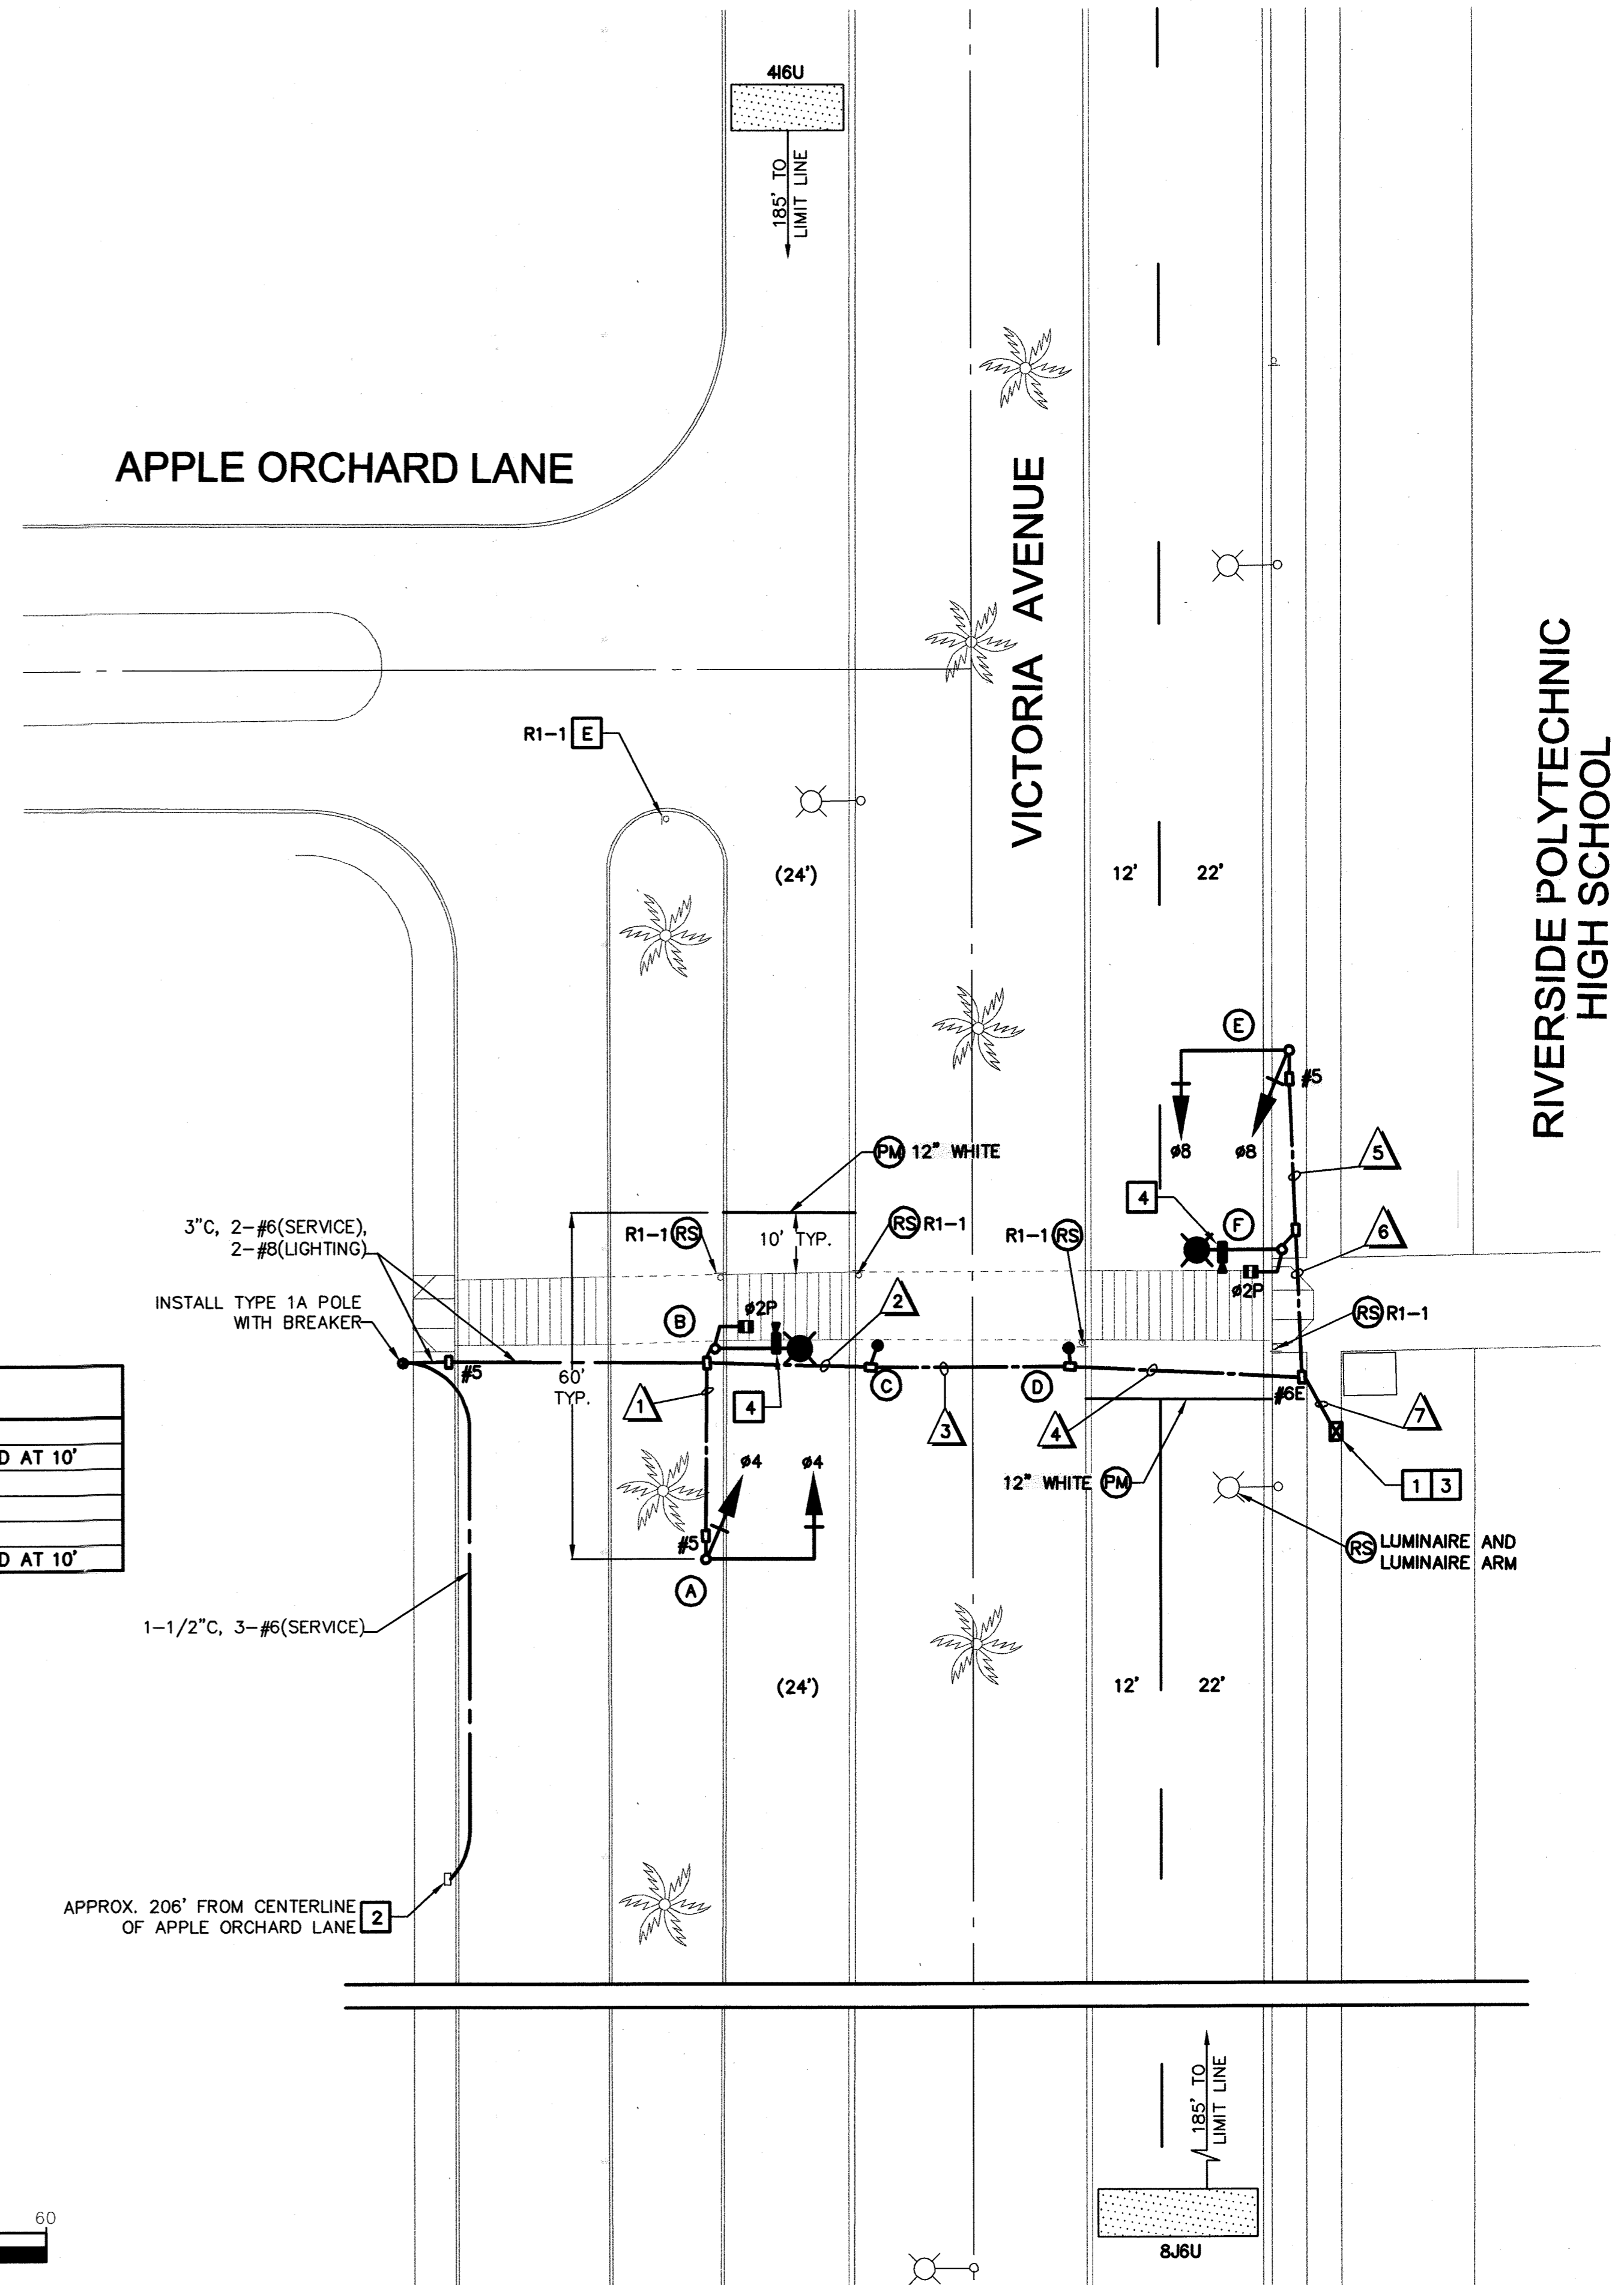 4I6U
185' TO
LIMIT LINE
APPLE ORCHARD LANE
VICTORIA AVENUE
RIVERSIDE POLYTECHNIC
HIGH SCHOOL
R1-1 E
(24')
12'
22'
E
#5
ø8
ø8
5
PM 12" WHITE
4
F
6
3"C, 2-#6(SERVICE),
2-#8(LIGHTING)
R1-1 RS
10' TYP.
RS R1-1
R1-1 RS
INSTALL TYPE 1A POLE
WITH BREAKER
B
ø2P
2
ø2P
RS R1-1
#5
60'
TYP.
1
4
C
3
D
4
#6E
7
D AT 10'
ø4
ø4
12" WHITE PM
1 3
#5
RS LUMINAIRE AND
LUMINAIRE ARM
D AT 10'
A
1-1/2"C, 3-#6(SERVICE)
(24')
12'
22'
APPROX. 206' FROM CENTERLINE
OF APPLE ORCHARD LANE 2
185' TO
LIMIT LINE
60
8J6U